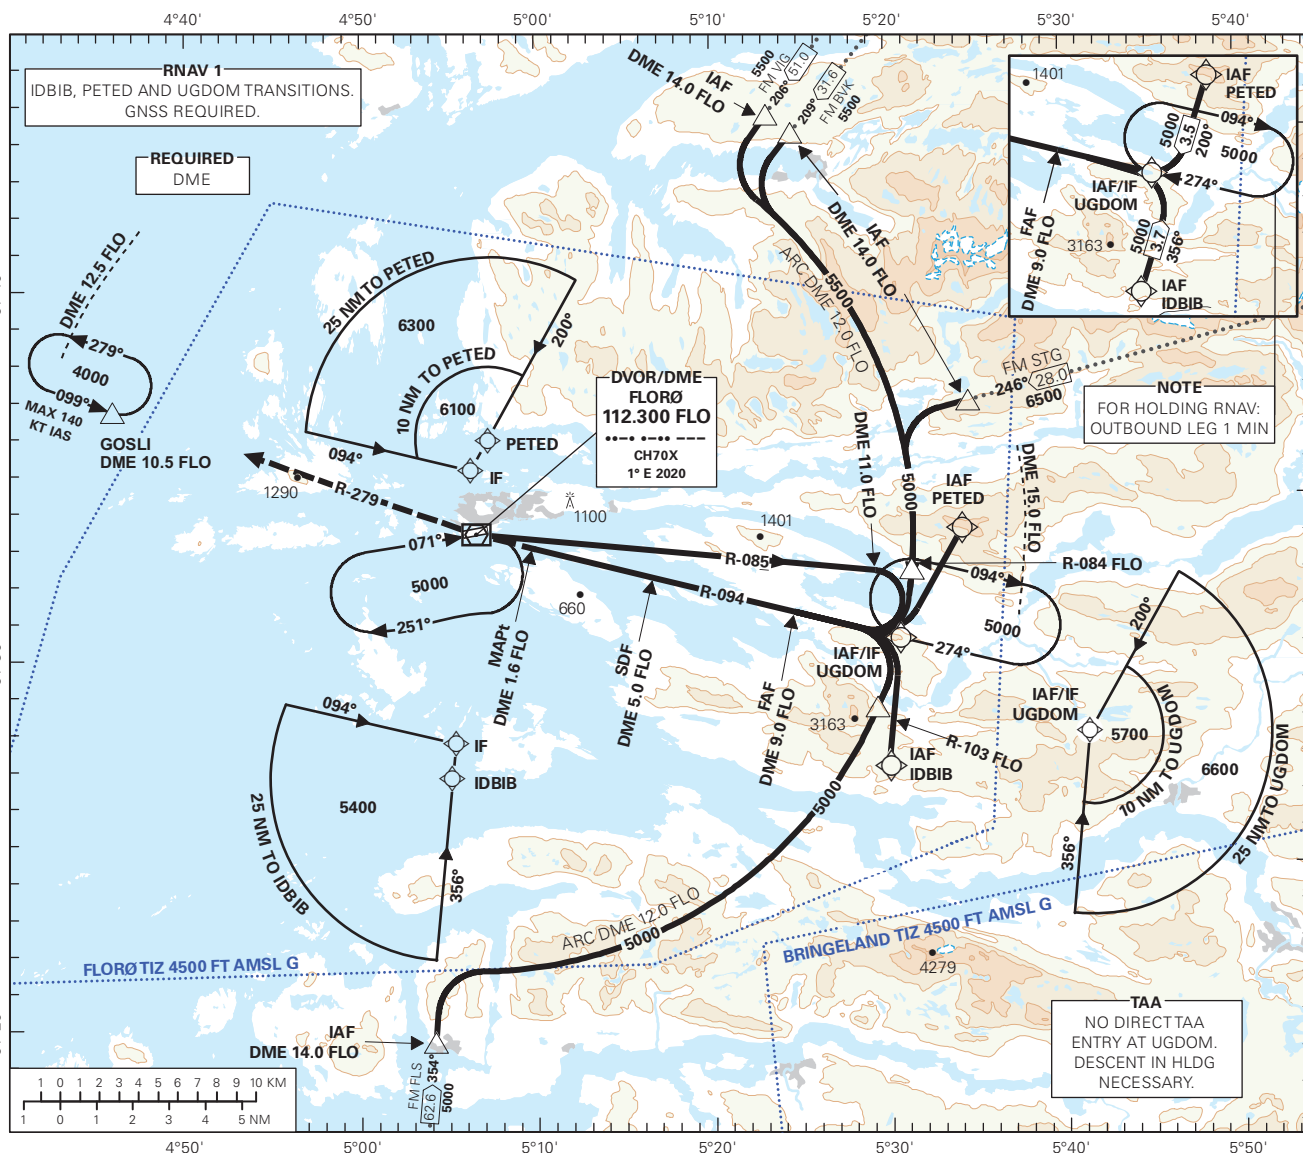 4°40'
4°50'
5°00'
5°10'
5°20'
5°30'
5°40'
RNAV 1
IDBIB, PETED AND UGDOM TRANSITIONS.
GNSS REQUIRED.
REQUIRED
DME
IAF
DME 14.0 FLO
5500
FM VIG
206°
51.0
209°
31.6
FM BVK
5500
IAF
DME 14.0 FLO
1401
IAF
PETED
094°
5000
3.5
200°
5000
274°
IAF/IF
UGDOM
FAF
DME 9.0 FLO
3163
5000
3.7
356°
IAF
IDBIB
DME 12.5 FLO
279°
4000
099°
MAX 140
KT IAS
GOSLI
DME 10.5 FLO
25 NM TO PETED
6300
200°
10 NM TO PETED
6100
094°
PETED
IF
ARC DME 12.0 FLO
5500
DVOR/DME
FLORØ
112.300 FLO
CH70X
1° E 2020
FM STG
246°
28.0
6500
NOTE
FOR HOLDING RNAV:
OUTBOUND LEG 1 MIN
DME 11.0 FLO
5000
IAF
PETED
DME 15.0 FLO
1290
R-279
1100
1401
071°
5000
251°
R-085
R-094
R-084 FLO
094°
5000
274°
660
MAPt
DME 1.6 FLO
SDF
DME 5.0 FLO
FAF
DME 9.0 FLO
IAF/IF
UGDOM
3163
R-103 FLO
IAF
IDBIB
200°
IAF/IF
UGDOM
5700
10 NM TO UGDOM
6600
25 NM TO UGDOM
356°
094°
IF
IDBIB
5400
25 NM TO IDBIB
356°
5000
ARC DME 12.0 FLO
5000
FLORØ TIZ 4500 FT AMSL G
BRINGELAND TIZ 4500 FT AMSL G
4279
IAF
DME 14.0 FLO
FM FLS
62.6
354°
5000
TAA
NO DIRECT TAA
ENTRY AT UGDOM.
DESCENT IN HLDG
NECESSARY.
1 0 1 2 3 4 5 6 7 8 9 10 KM
1 0 1 2 3 4 5 NM
4°50'
5°00'
5°10'
5°20'
5°30'
5°40'
5°50'